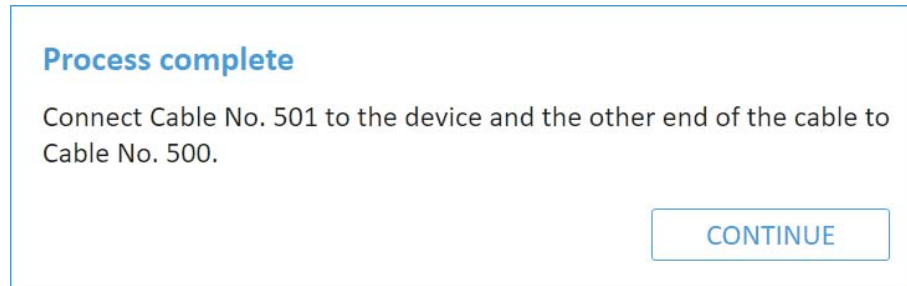 Process complete
Connect Cable No. 501 to the device and the other end of the cable to
Cable No. 500.
CONTINUE